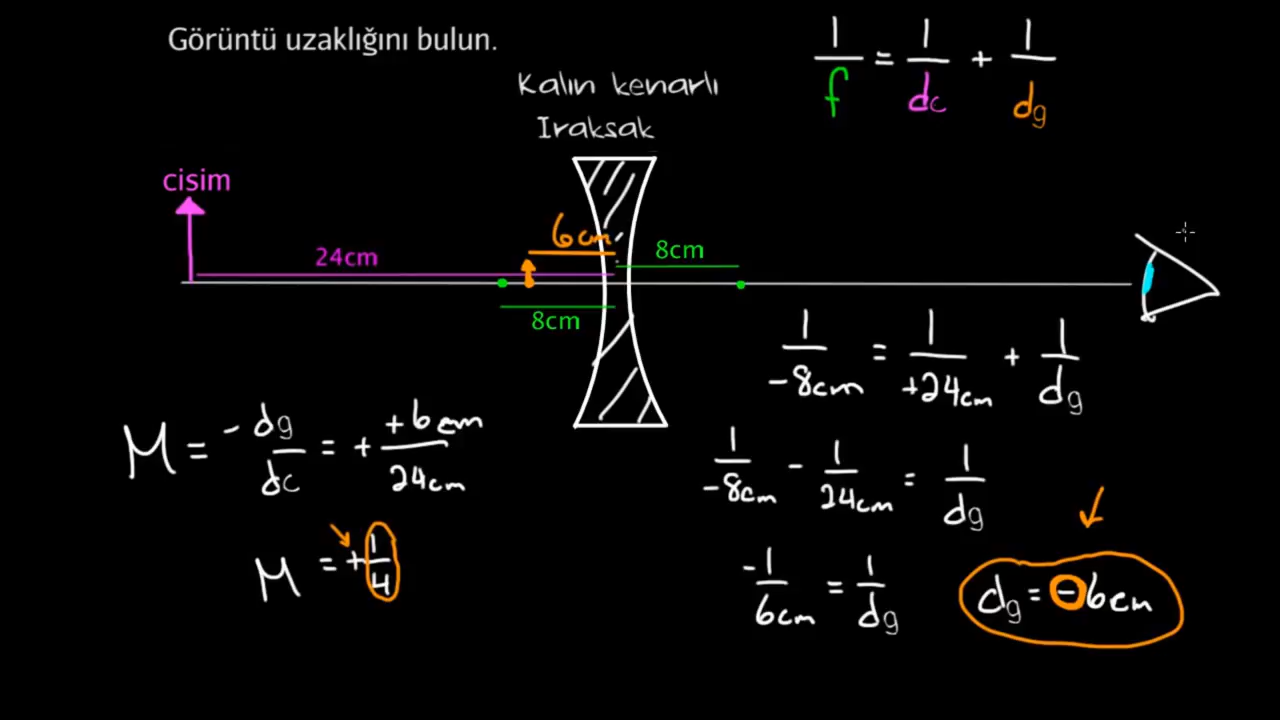 Görüntü uzaklığını bulun.
1/f = 1/dc + 1/dg
Kalın kenarlı
Iraksak
cisim
6cm
24cm
8cm
8cm
1/-8cm = 1/+24cm + 1/dg
M = -dg/dc = + +6cm/24cm
1/-8cm - 1/24cm = 1/dg
M = +1/4
-1/6cm = 1/dg
dg = -6cm